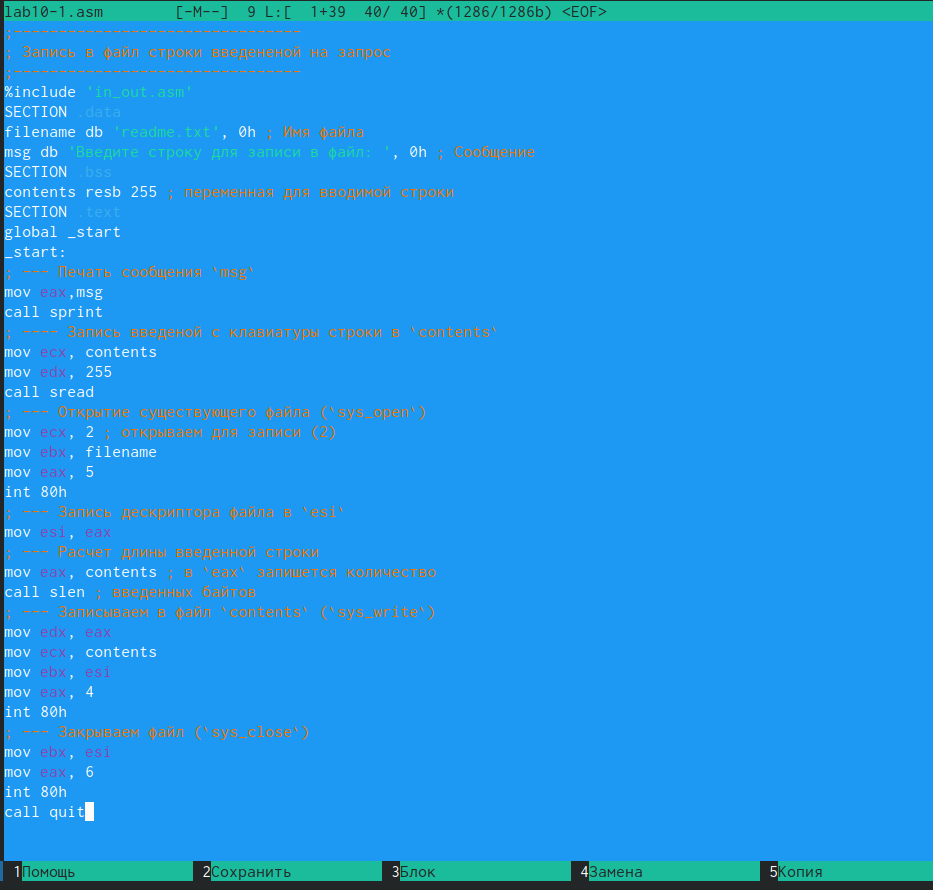 lab10-1.asm [-M--] 9 L:[ 1+39 40/ 40] *(1286/1286b) <EOF>
;--------------------------------
; Запись в файл строки введененой на запрос
;--------------------------------
%include 'in_out.asm'
SECTION .data
filename db 'readme.txt', 0h ; Имя файла
msg db 'Введите строку для записи в файл: ', 0h ; Сообщение
SECTION .bss
contents resb 255 ; переменная для вводимой строки
SECTION .text
global _start
_start:
; --- Печать сообщения `msg`
mov eax,msg
call sprint
; ---- Запись введеной с клавиатуры строки в `contents`
mov ecx, contents
mov edx, 255
call sread
; --- Открытие существующего файла (`sys_open`)
mov ecx, 2 ; открываем для записи (2)
mov ebx, filename
mov eax, 5
int 80h
; --- Запись дескриптора файла в `esi`
mov esi, eax
; --- Расчет длины введенной строки
mov eax, contents ; в `eax` запишется количество
call slen ; введенных байтов
; --- Записываем в файл `contents` (`sys_write`)
mov edx, eax
mov ecx, contents
mov ebx, esi
mov eax, 4
int 80h
; --- Закрываем файл (`sys_close`)
mov ebx, esi
mov eax, 6
int 80h
call quit
1Помощь 2Сохранить 3Блок 4Замена 5Копия